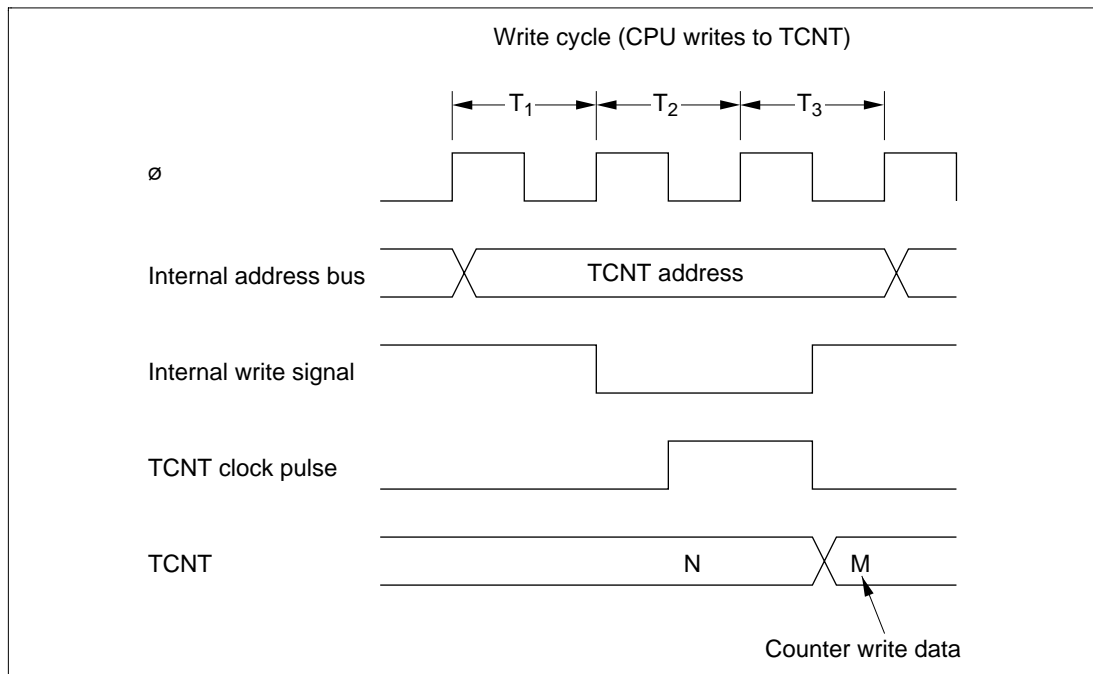 Write cycle (CPU writes to TCNT)
T1 T2 T3
ø
Internal address bus TCNT address
Internal write signal
TCNT clock pulse
TCNT N M
Counter write data